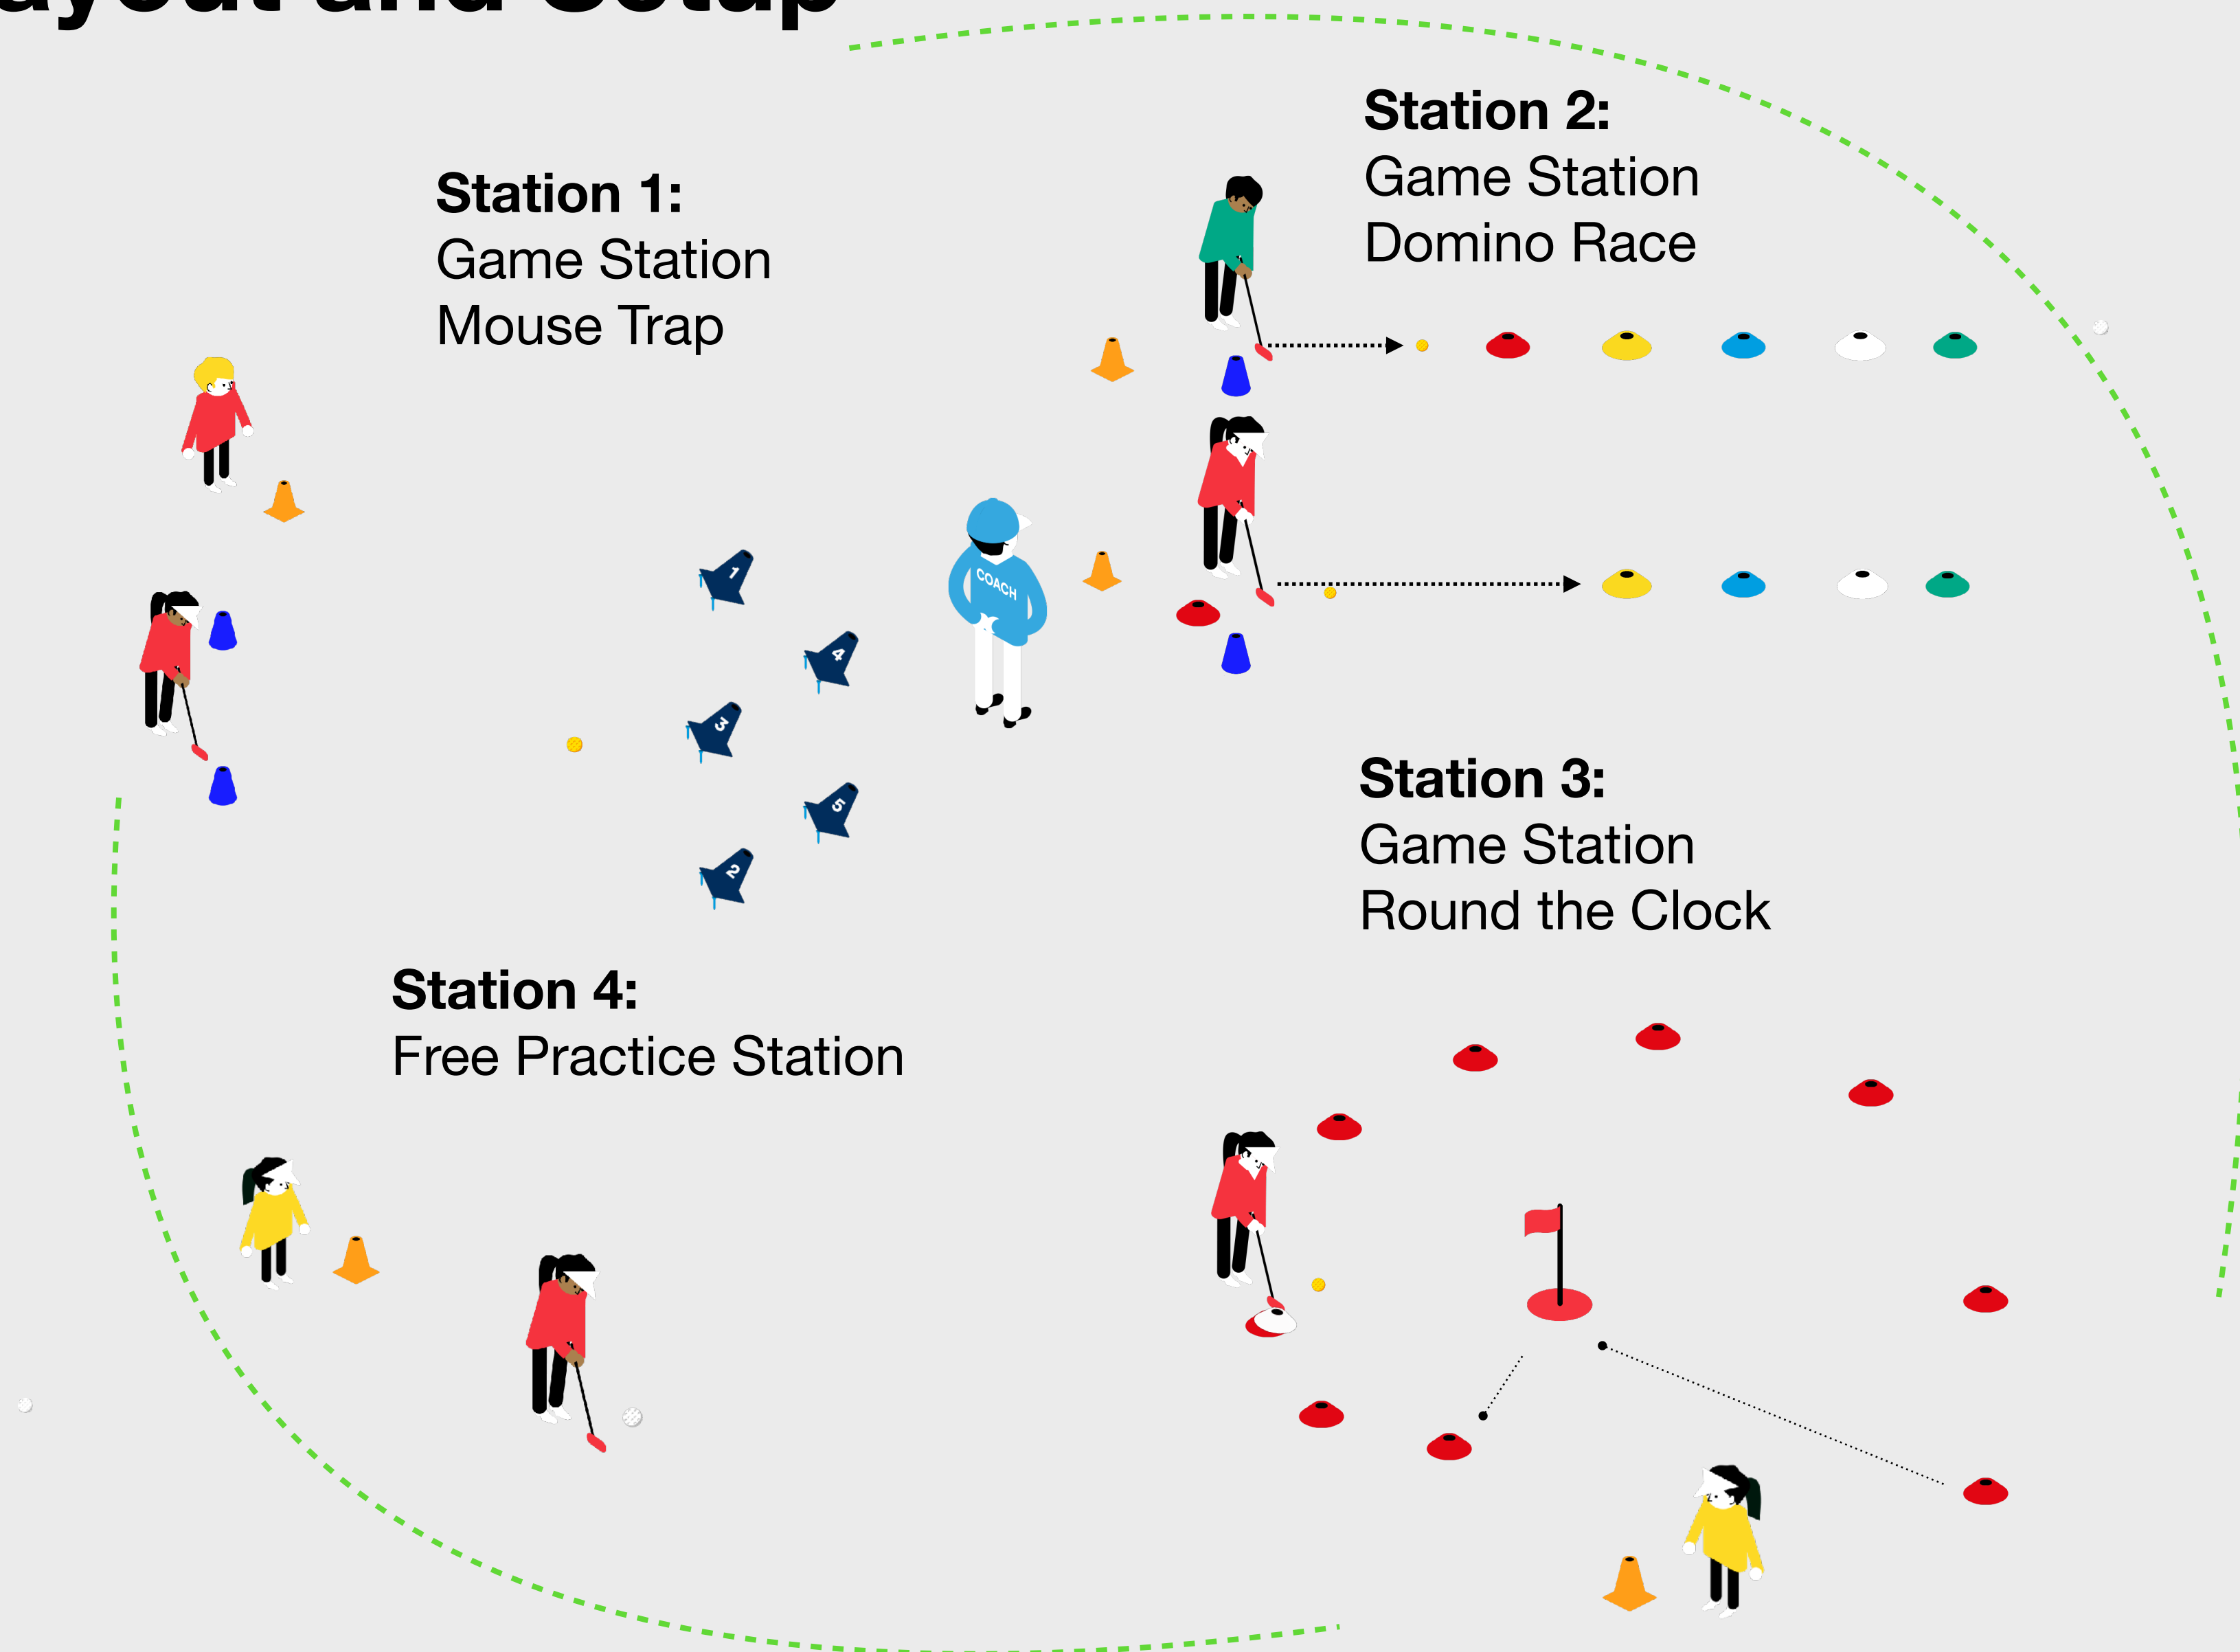 and
Station 1:
Game Station
Mouse Trap
Station 2:
Game Station
Domino Race
1
4
3
5
2
COACH
Station 3:
Game Station
Round the Clock
Station 4:
Free Practice Station